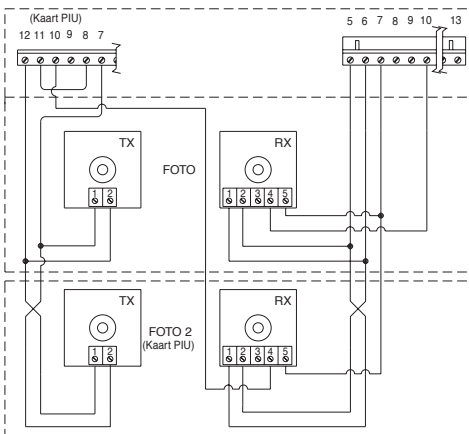 (Kaart PIU)
12 11 10 9 8 7
5 6 7 8 9 10 13
TX
FOTO
RX
1 2
1 2 3 4 5
TX
FOTO 2
(Kaart PIU)
RX
1 2
1 2 3 4 5